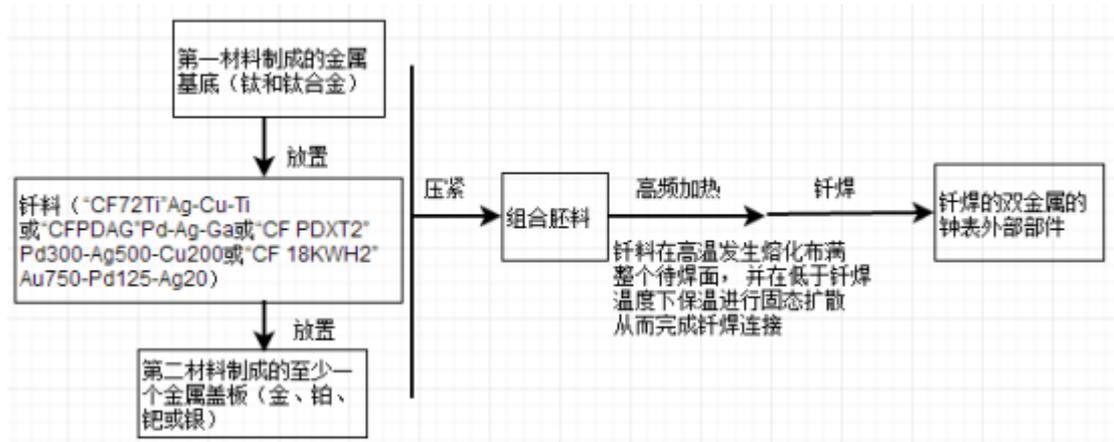 第一材料制成的金属
基底（钛和钛合金）
放置
钎料（“CF72Ti”Ag-Cu-Ti
或“CFPDAG”Pd-Ag-Ga或“CF PDXT2”
Pd300-Ag500-Cu200或“CF 18KWH2”
Au750-Pd125-Ag20）
放置
第二材料制成的至少一
个金属盖板（金、铂、
钯或银）
压紧
组合胚料
高频加热
钎料在高温发生熔化布满
整个待焊面，并在低于钎焊
温度下保温进行固态扩散
从而完成钎焊连接
钎焊
钎焊的双金属的
钟表外部部件